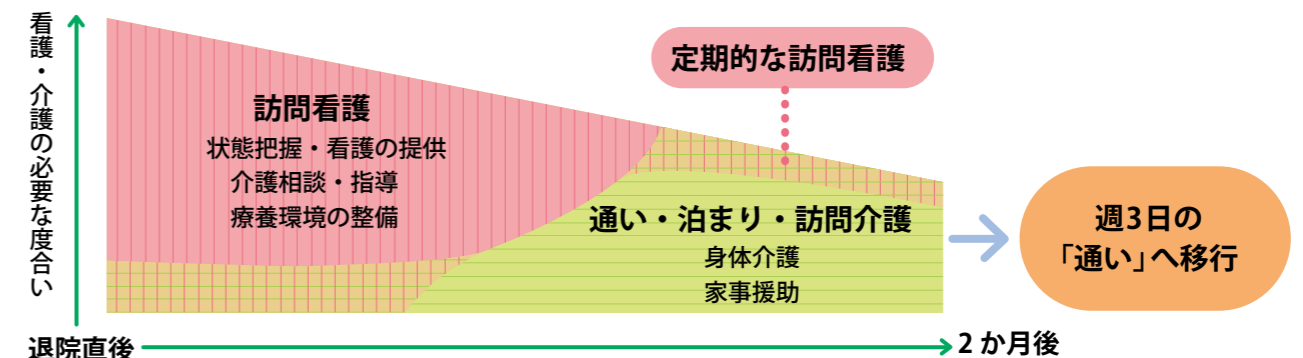 看護・介護の必要な度合い
定期的な訪問看護
訪問看護
状態把握・看護の提供
介護相談・指導
療養環境の整備
通い・泊まり・訪問介護
身体介護
家事援助
週3日の
「通い」へ移行
退院直後
2か月後